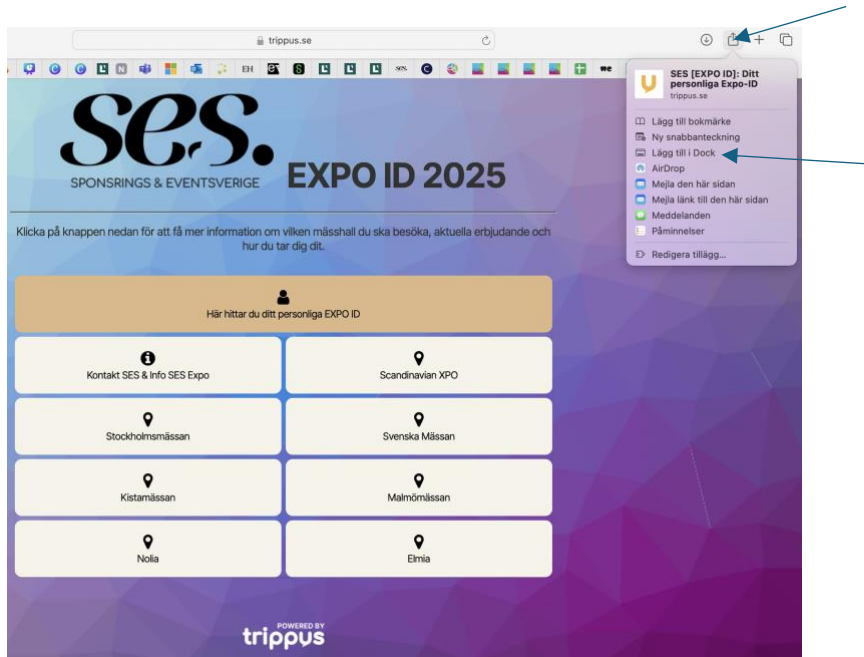 trippus.se
EH
SES.
me
SES [EXPO ID]: Ditt
personliga Expo-ID
trippus.se
Lägg till bokmärke
Ny snabbanteckning
Lägg till i Dock
AirDrop
Mejla den här sidan
Mejla länk till den här sidan
Meddelanden
Påminnelser
Redigera tillägg...
ses.
SPONSRINGS & EVENTSVERIGE
EXPO ID 2025
Klicka på knappen nedan för att få mer information om vilken mässhall du ska besöka, aktuella erbjudande och
hur du tar dig dit.
Här hittar du ditt personliga EXPO ID
Kontakt SES & Info SES Expo
Scandinavian XPO
Stockholmsmässan
Svenska Mässan
Kistamässan
Malmömässan
Nolia
Elmia
POWERED BY
trippus